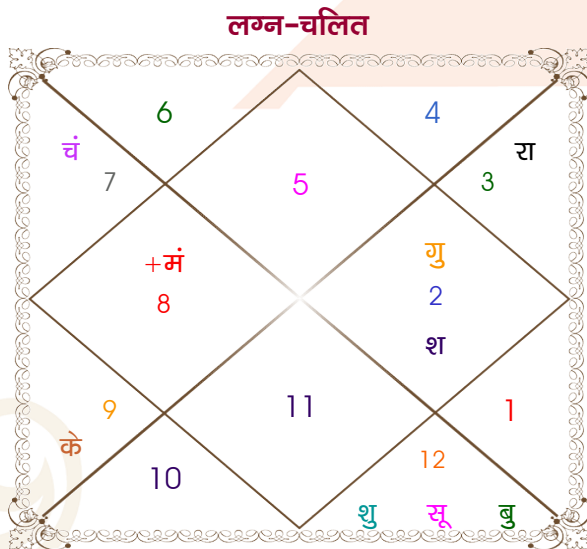 लग्न-चलित
6 4
चं रा
7 5 3
+मं गु
8 2
श
9 11 1
के 10 12
शु सू बु